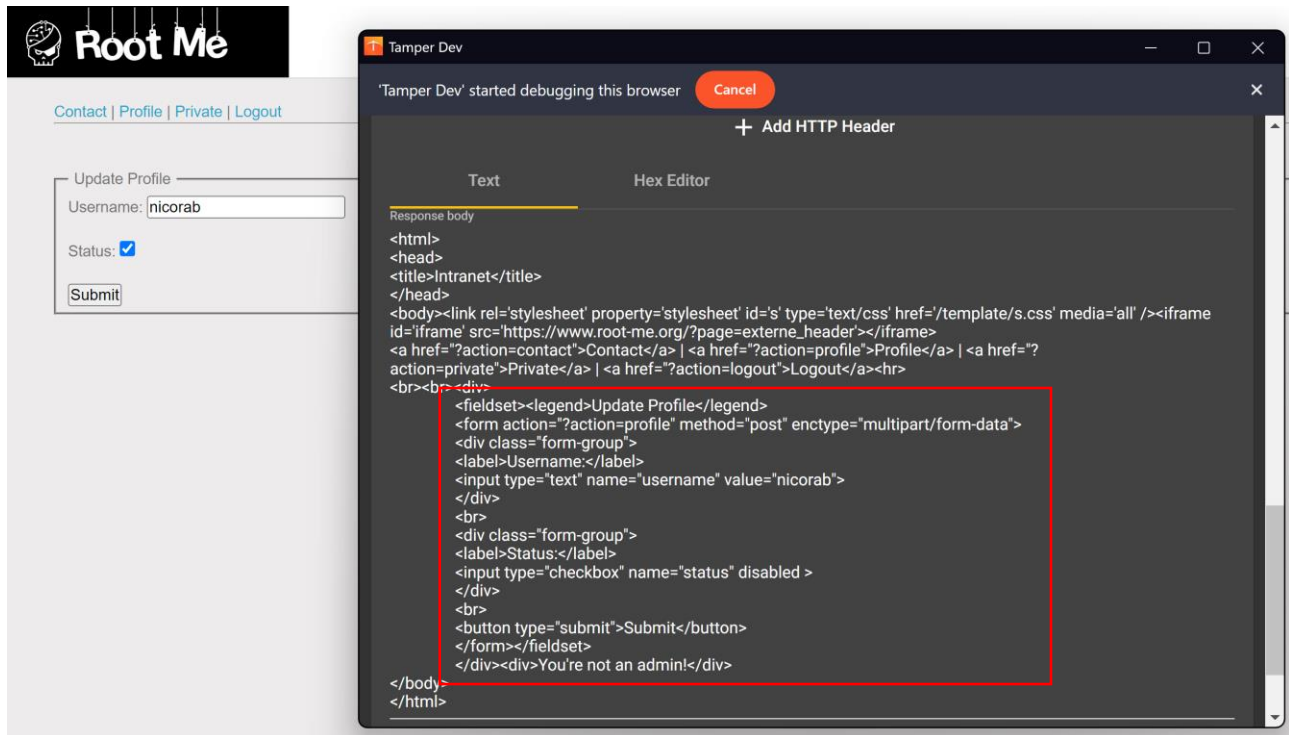 Root Me
Contact | Profile | Private | Logout
Update Profile
Username: nicorab
Status:
Submit
Tamper Dev
'Tamper Dev' started debugging this browser Cancel
+ Add HTTP Header
Text Hex Editor
Response body
<html>
<head>
<title>Intranet</title>
</head>
<body><link rel='stylesheet' property='stylesheet' id='s' type='text/css' href='/template/s.css' media='all' /><iframe
id='iframe' src='https://www.root-me.org/?page=externe_header'></iframe>
<a href="?action=contact">Contact</a> | <a href="?action=profile">Profile</a> | <a href="?
action=private">Private</a> | <a href="?action=logout">Logout</a><hr>
<br><br><div>
<fieldset><legend>Update Profile</legend>
<form action="?action=profile" method="post" enctype="multipart/form-data">
<div class="form-group">
<label>Username:</label>
<input type="text" name="username" value="nicorab">
</div>
<br>
<div class="form-group">
<label>Status:</label>
<input type="checkbox" name="status" disabled >
</div>
<br>
<button type="submit">Submit</button>
</form></fieldset>
</div><div>You're not an admin!</div>
</body>
</html>